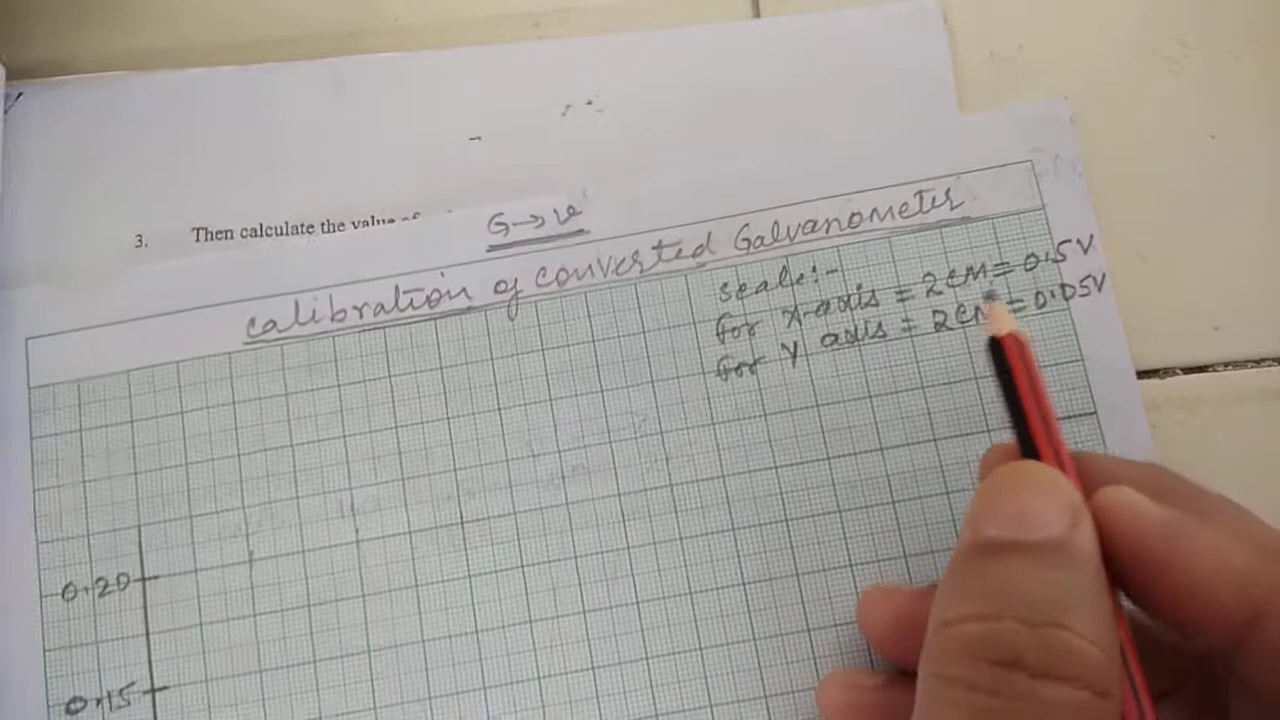 3. Then calculate the value of
G→V
calibration of converted Galvanometer
Scale:-
for x-axis = 2cm = 0.5V
for Y axis = 2cm = 0.05V
0.20
0.15